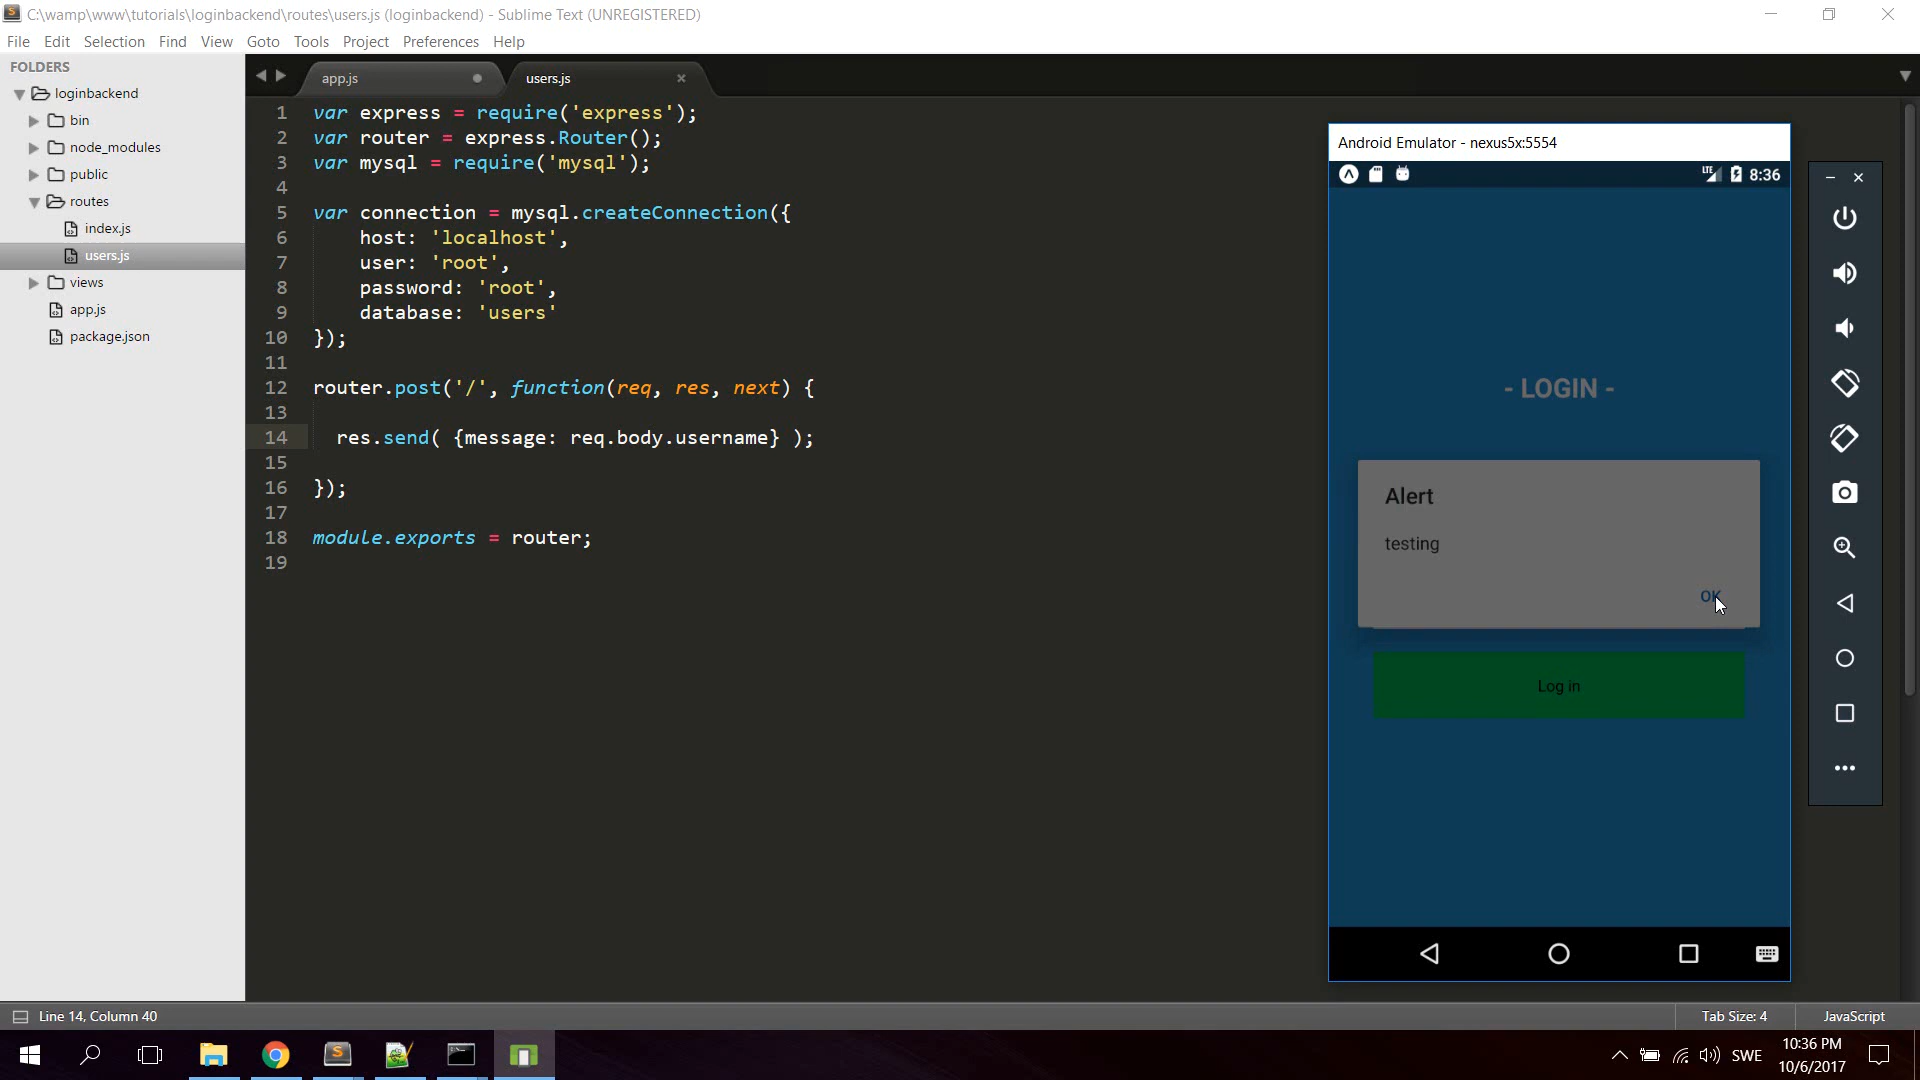 C:\wamp\www\tutorials\loginbackend\routes\users.js (loginbackend) - Sublime Text (UNREGISTERED)
File Edit Selection Find View Goto Tools Project Preferences Help
FOLDERS
loginbackend
bin
node_modules
public
routes
index.js
users.js
views
app.js
package.json
app.js
users.js
1 var express = require('express');
2 var router = express.Router();
3 var mysql = require('mysql');
4
5 var connection = mysql.createConnection({
6 host: 'localhost',
7 user: 'root',
8 password: 'root',
9 database: 'users'
10 });
11
12 router.post('/', function(req, res, next) {
13
14 res.send( {message: req.body.username} );
15
16 });
17
18 module.exports = router;
19
Android Emulator - nexus5x:5554
LTE 8:36
- LOGIN -
Alert
testing
OK
Log in
Line 14, Column 40
Tab Size: 4
JavaScript
SWE
10:36 PM
10/6/2017